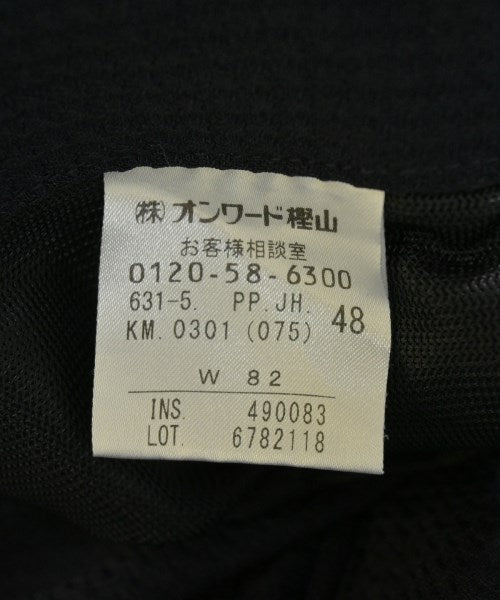 (株)オンワード樫山
お客様相談室
0120-58-6300
631-5. PP.JH. 48
KM.0301(075)
W 82
INS. 490083
LOT. 6782118